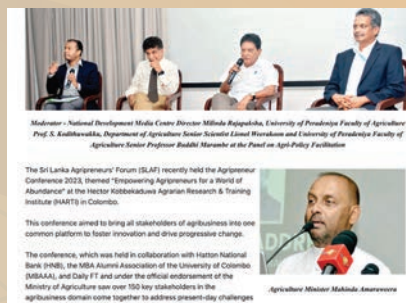 Moderator - National Development Media Centre Director Milinda Rajapaksha, University of Peradeniya Faculty of Agriculture
Prof. S. Kodithuwakku, Department of Agriculture Senior Scientist Lionel Weerakoon and University of Peradeniya Faculty of
Agriculture Senior Professor Buddhi Marambe at the Panel on Agri-Policy Facilitation
The Sri Lanka Agripreneurs' Forum (SLAF) recently held the Agripreneur
Conference 2023, themed "Empowering Agripreneurs for a World of
Abundance" at the Hector Kobbekaduwa Agrarian Research & Training
Institute (HARTI) in Colombo.
This conference aimed to bring all stakeholders of agribusiness into one
common platform to foster innovation and drive progressive change.
The conference, which was held in collaboration with Hatton National
Bank (HNB), the MBA Alumni Association of the University of Colombo
(MBAAA), and Daily FT and under the official endorsement of the
Ministry of Agriculture saw over 150 key stakeholders in the
agribusiness domain come together to address present-day challenges
ADDRE
Agriculture Minister Mahinda Amaraweera